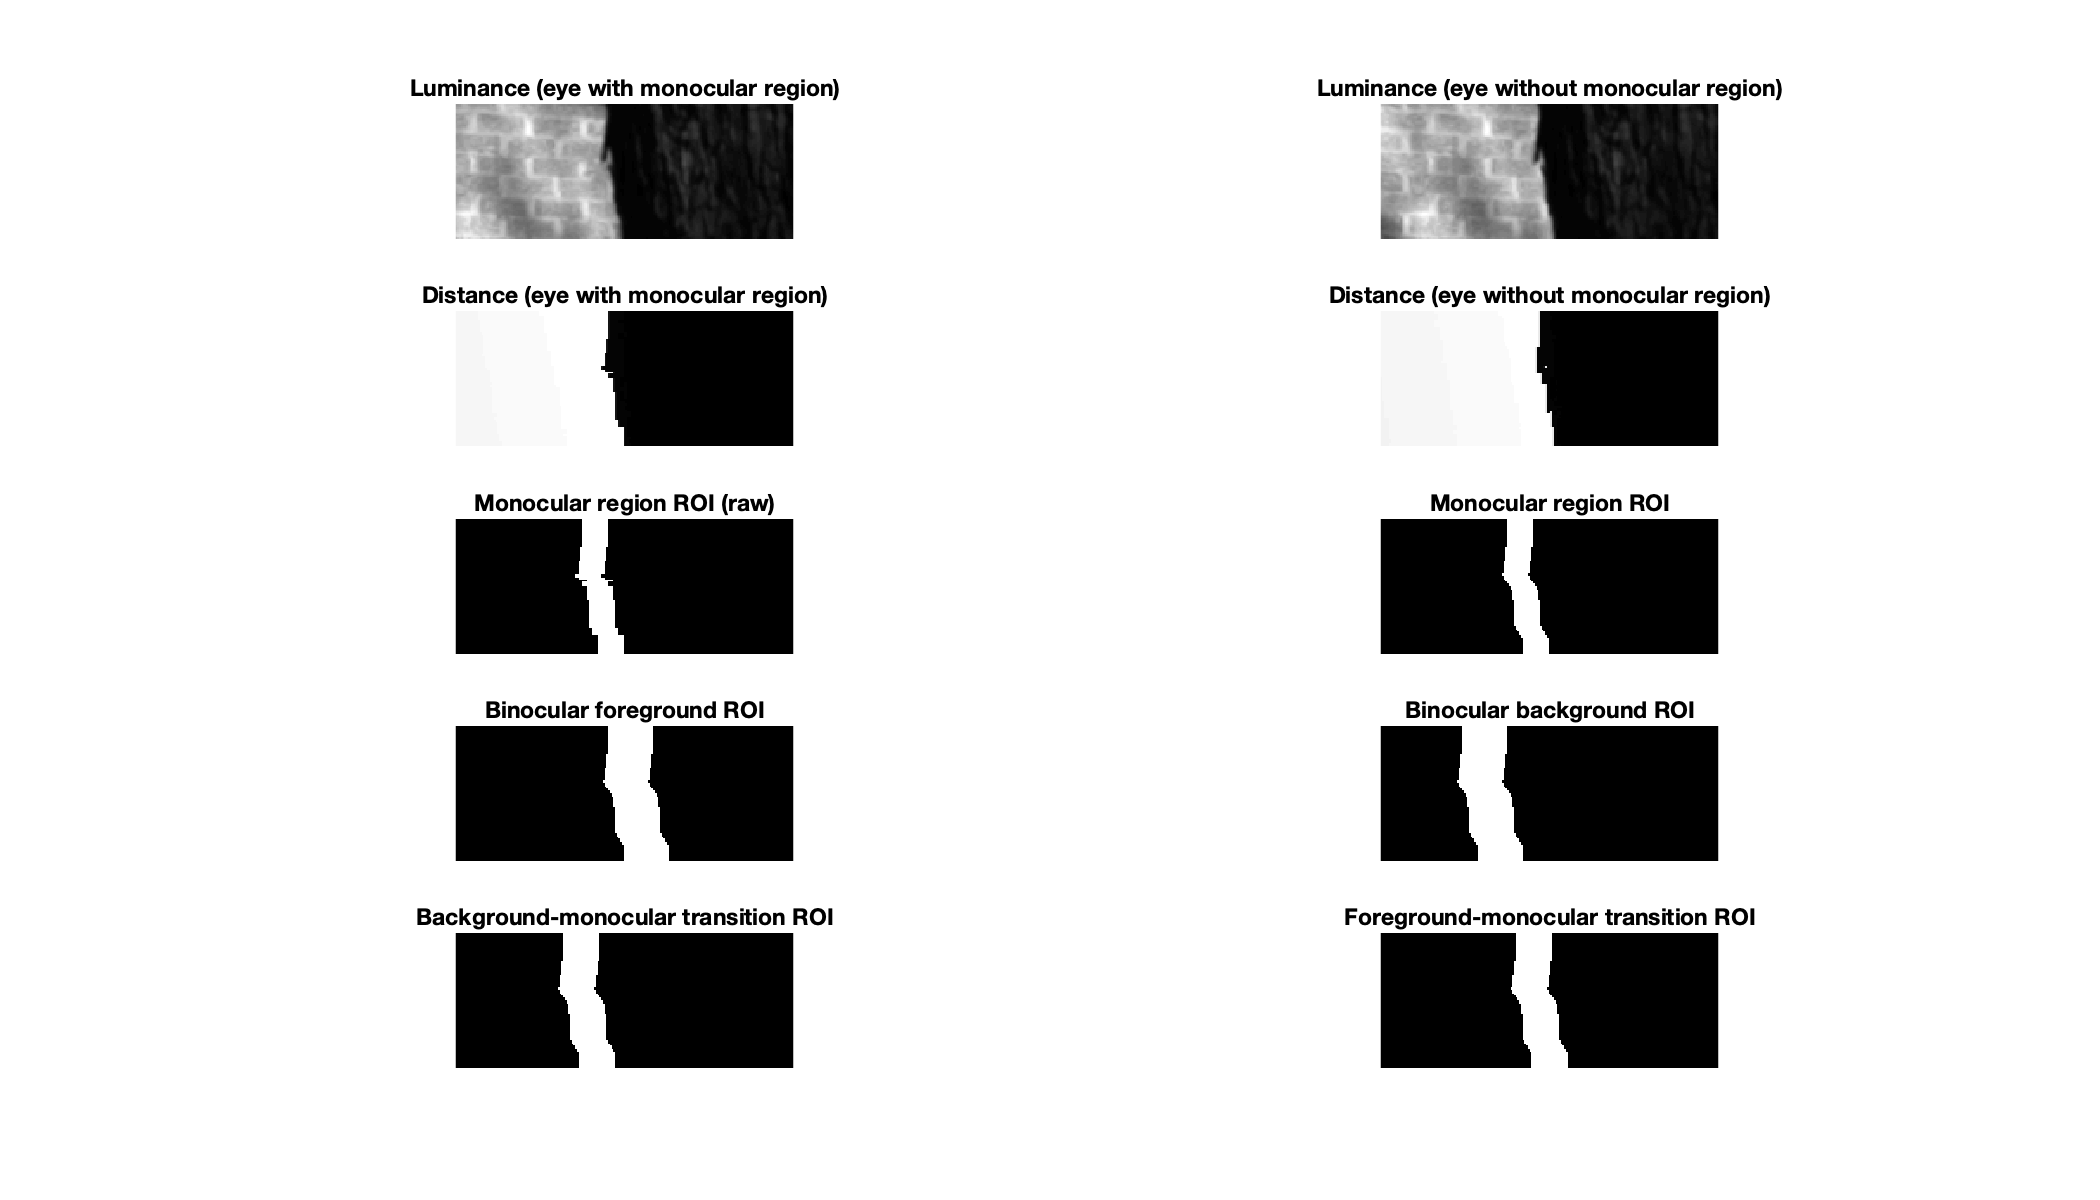 Luminance (eye with monocular region)
Luminance (eye without monocular region)
Distance (eye with monocular region)
Distance (eye without monocular region)
Monocular region ROI (raw)
Monocular region ROI
Binocular foreground ROI
Binocular background ROI
Background-monocular transition ROI
Foreground-monocular transition ROI